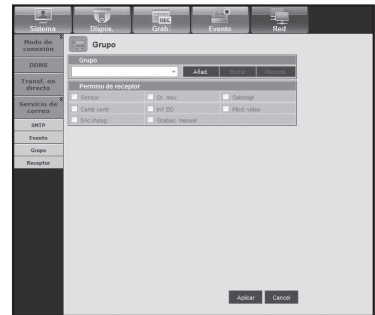 Sistema Dispos. Grab. Evento Red
Modo de conexión
DDNS
Transf. en directo
Servicio de correo
SMTP
Evento
Grupo
Receptor
Grupo
Grupo
Añad. Borrar Renomb
Permiso de receptor
Sensor Gr. mov. Sabotaje
Camb contr Inf. DD Pérd. vídeo
Enc./Apag. Grabac. manual
Aplicar Cancel